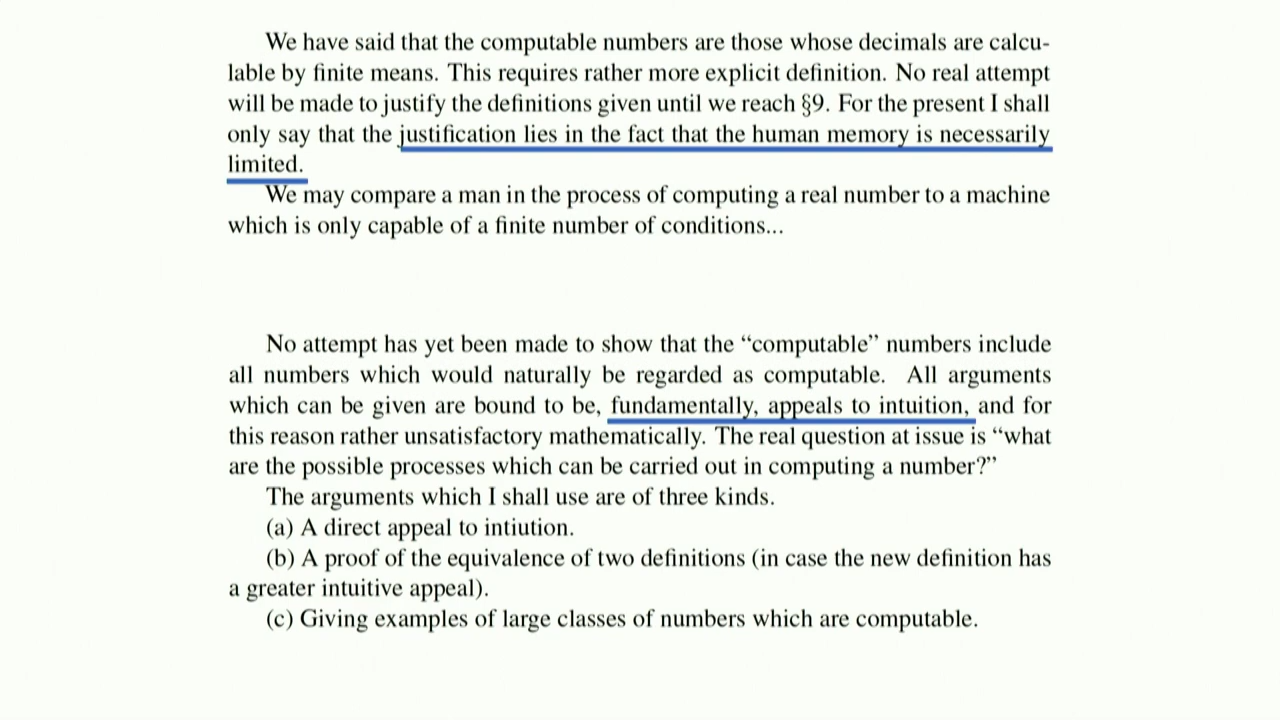 We have said that the computable numbers are those whose decimals are calcu-
lable by finite means. This requires rather more explicit definition. No real attempt
will be made to justify the definitions given until we reach §9. For the present I shall
only say that the justification lies in the fact that the human memory is necessarily
limited.
We may compare a man in the process of computing a real number to a machine
which is only capable of a finite number of conditions...
No attempt has yet been made to show that the “computable” numbers include
all numbers which would naturally be regarded as computable. All arguments
which can be given are bound to be, fundamentally, appeals to intuition, and for
this reason rather unsatisfactory mathematically. The real question at issue is “what
are the possible processes which can be carried out in computing a number?”
The arguments which I shall use are of three kinds.
(a) A direct appeal to intiution.
(b) A proof of the equivalence of two definitions (in case the new definition has
a greater intuitive appeal).
(c) Giving examples of large classes of numbers which are computable.